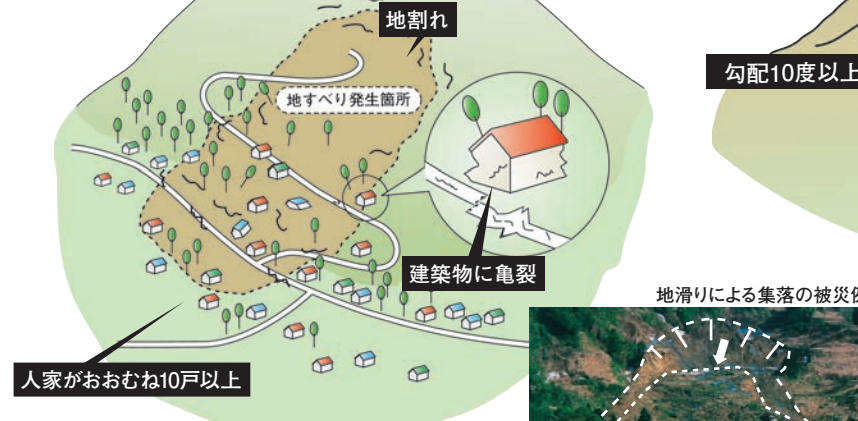 地割れ
勾配10度以上
地すべり発生箇所
建築物に亀裂
地滑りによる集落の被災
人家がおおむね10戸以上